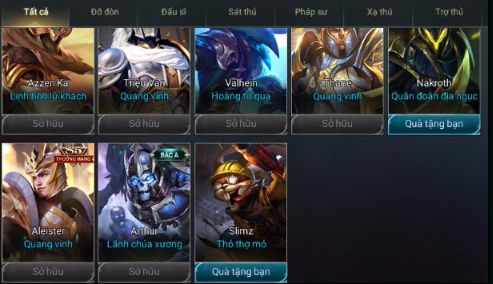 Tất cả
Đỡ đòn
Đấu sĩ
Sát thủ
Pháp sư
Xạ thủ
Trợ thủ
Azzen'Ka
Linh hồn lữ khách
Sở hữu
Triệu Vân
Quang vinh
Sở hữu
Valhein
Hoàng tử quạ
Sở hữu
Quang vinh
Sở hữu
Nakroth
Quân đoàn địa ngục
Quà tặng bạn
S5
THƯỞNG HẠNG
Aleister
Quang vinh
Sở hữu
BẬC A
Arthur
Lãnh chúa xương
Sở hữu
Slimz
Thỏ thợ mỏ
Quà tặng bạn